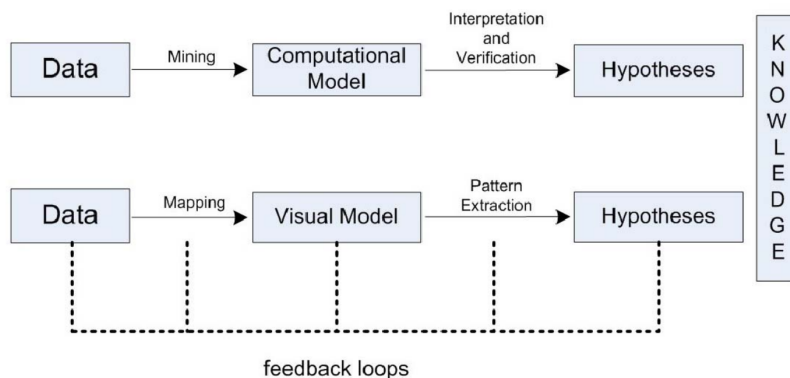 Data
Mining
Computational
Model
Interpretation
and
Verification
Hypotheses
Data
Mapping
Visual Model
Pattern
Extraction
Hypotheses
K
N
O
W
L
E
D
G
E
feedback loops